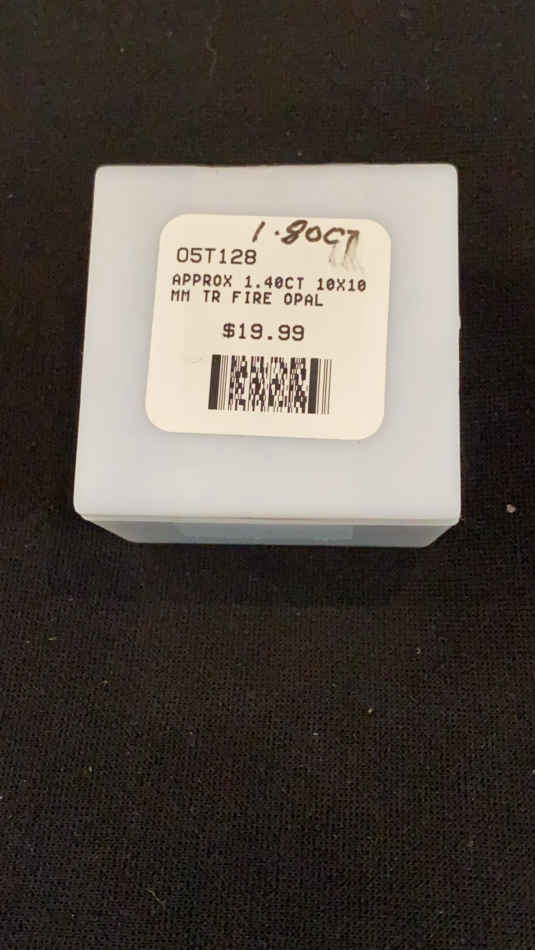 1.80CT
05T128
APPROX 1.40CT 10X10
MM TR FIRE OPAL
$19.99